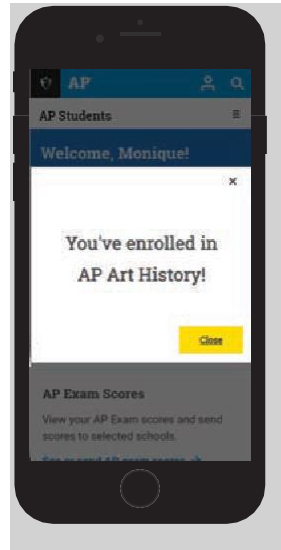 AP
AP Students
Welcome, Monique!
You've enrolled in
AP Art History!
Close
AP Exam Scores
View your AP Exam scores and send
scores to selected schools.